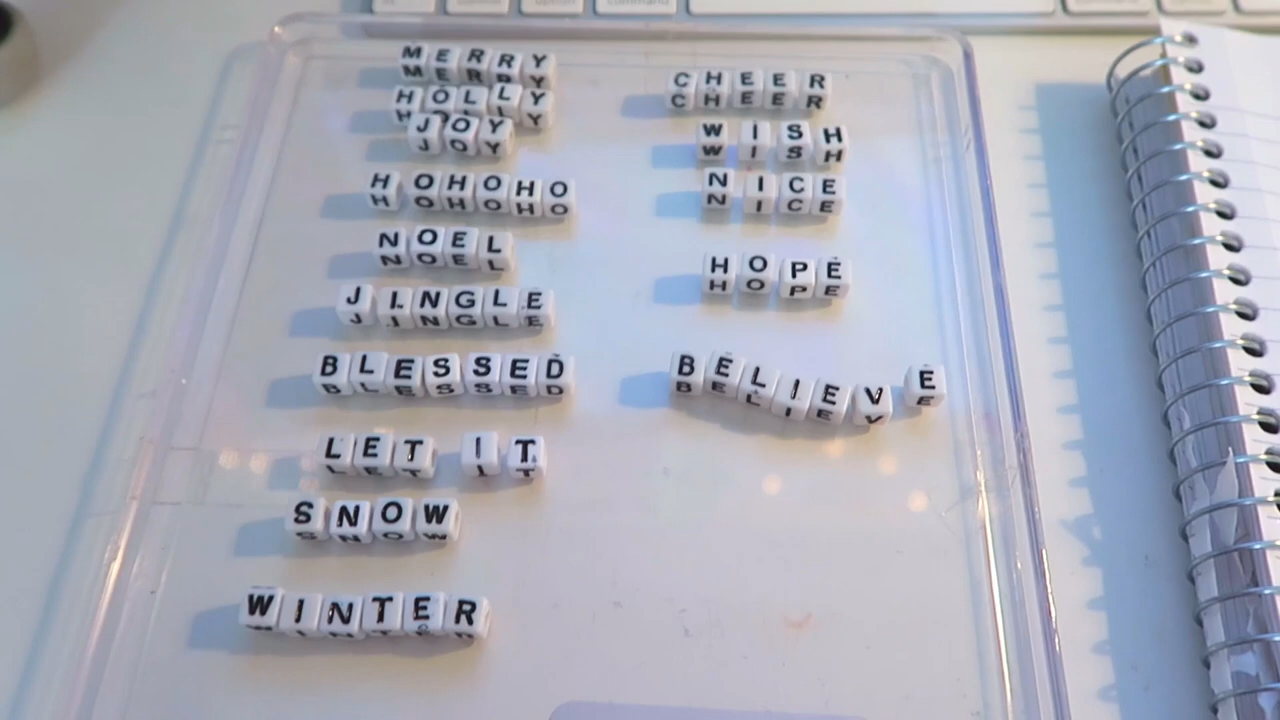 MERRY
HOLLY
JOY
HOHOHO
NOEL
JINGLE
BLESSED
LET IT
SNOW
WINTER
CHEER
WISH
NICE
HOPE
BELIEVE